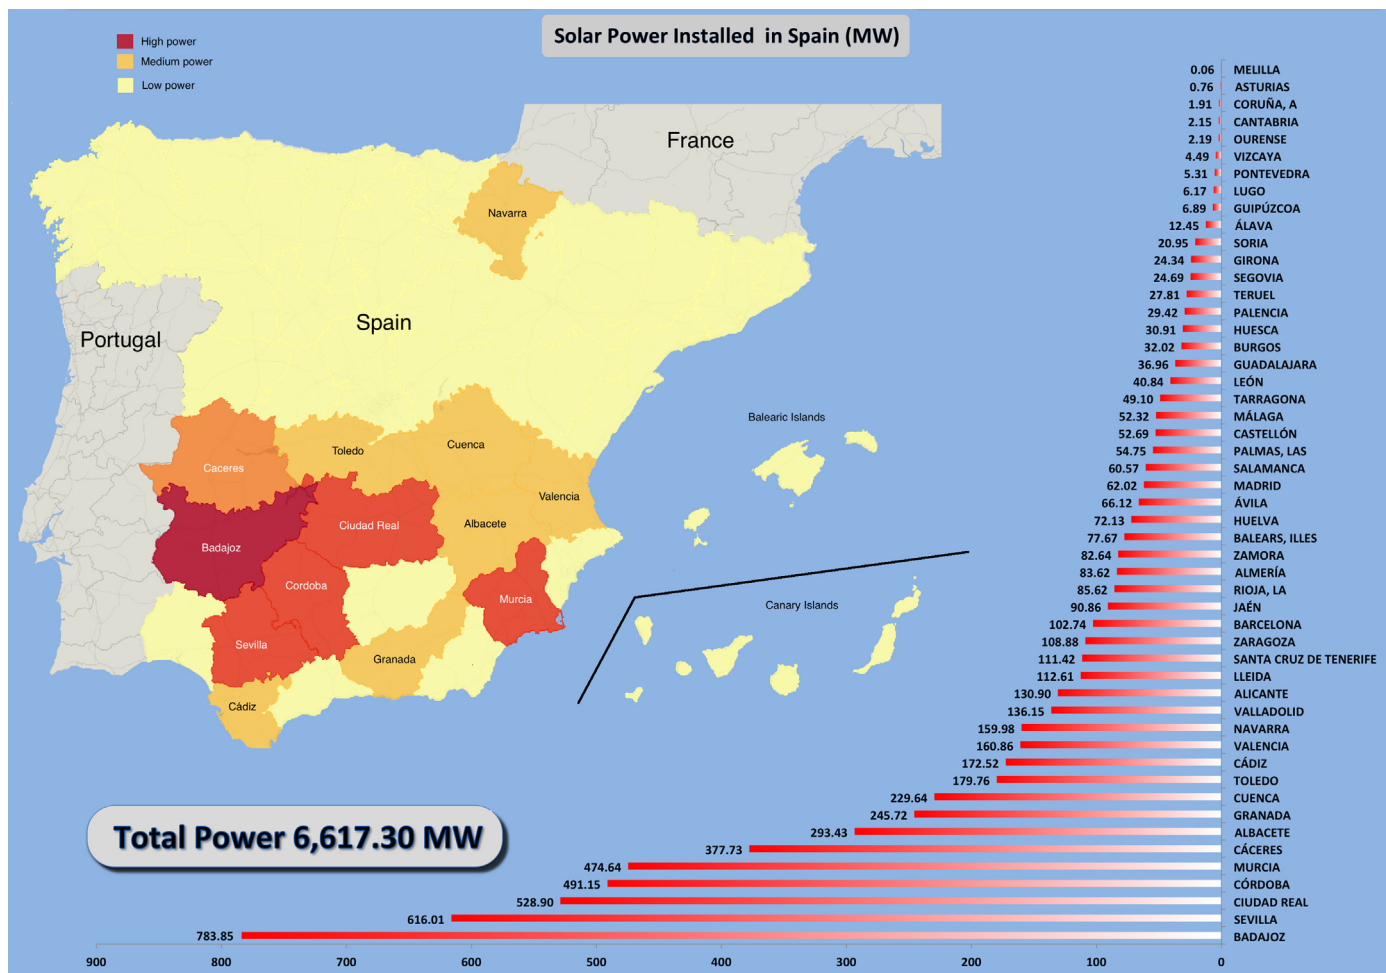 Solar Power Installed in Spain (MW)
High power
Medium power
Low power
France
Navarra
Spain
Portugal
Balearic Islands
Toledo
Cuenca
Caceres
Valencia
Ciudad Real
Albacete
Badajoz
Cordoba
Murcia
Canary Islands
Sevilla
Granada
Cádiz
Total Power 6,617.30 MW
0.06 MELILLA
0.76 ASTURIAS
1.91 CORUÑA, A
2.15 CANTABRIA
2.19 OURENSE
4.49 VIZCAYA
5.31 PONTEVEDRA
6.17 LUGO
6.89 GUIPÚZCOA
12.45 ÁLAVA
20.95 SORIA
24.34 GIRONA
24.69 SEGOVIA
27.81 TERUEL
29.42 PALENCIA
30.91 HUESCA
32.02 BURGOS
36.96 GUADALAJARA
40.84 LEÓN
49.10 TARRAGONA
52.32 MÁLAGA
52.69 CASTELLÓN
54.75 PALMAS, LAS
60.57 SALAMANCA
62.02 MADRID
66.12 ÁVILA
72.13 HUELVA
77.67 BALEARS, ILLES
82.64 ZAMORA
83.62 ALMERÍA
85.62 RIOJA, LA
90.86 JAÉN
102.74 BARCELONA
108.88 ZARAGOZA
111.42 SANTA CRUZ DE TENERIFE
112.61 LLEIDA
130.90 ALICANTE
136.15 VALLADOLID
159.98 NAVARRA
160.86 VALENCIA
172.52 CÁDIZ
179.76 TOLEDO
229.64 CUENCA
245.72 GRANADA
293.43 ALBACETE
377.73 CÁCERES
474.64 MURCIA
491.15 CÓRDOBA
528.90 CIUDAD REAL
616.01 SEVILLA
783.85 BADAJOZ
900 800 700 600 500 400 300 200 100 0